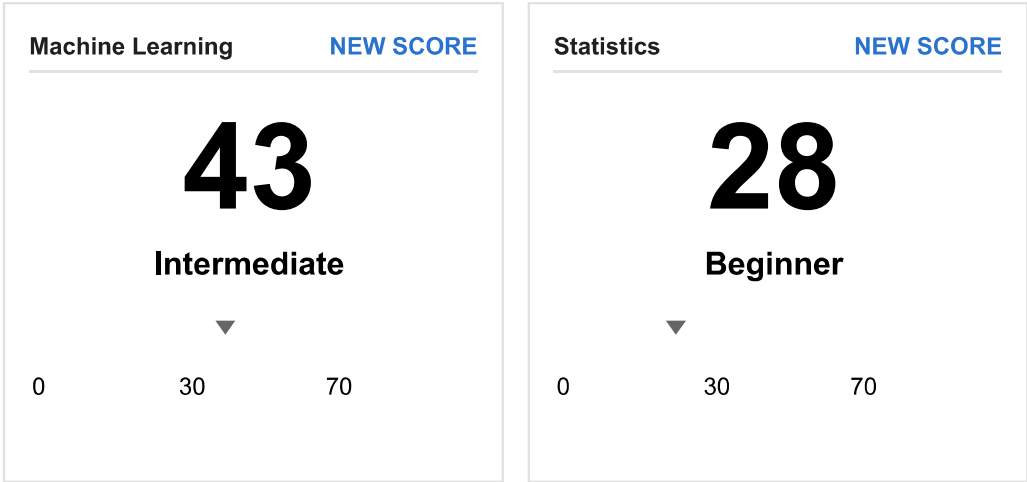 Machine Learning NEW SCORE
43
Intermediate
0 30 70
Statistics NEW SCORE
28
Beginner
0 30 70